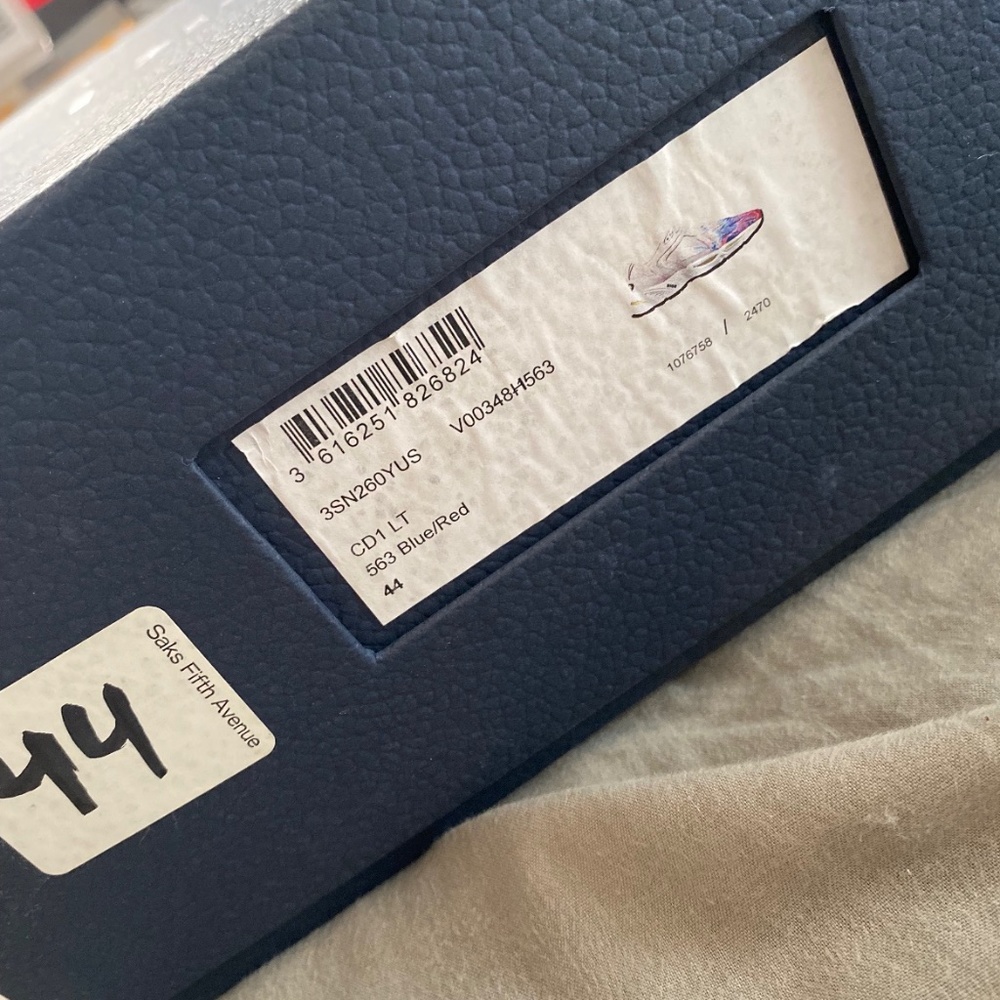 3 616251 826824
3SN260YUS V00348H563
CD1 LT
563 Blue/Red
44
1076758 / 2470
Saks Fifth Avenue
44